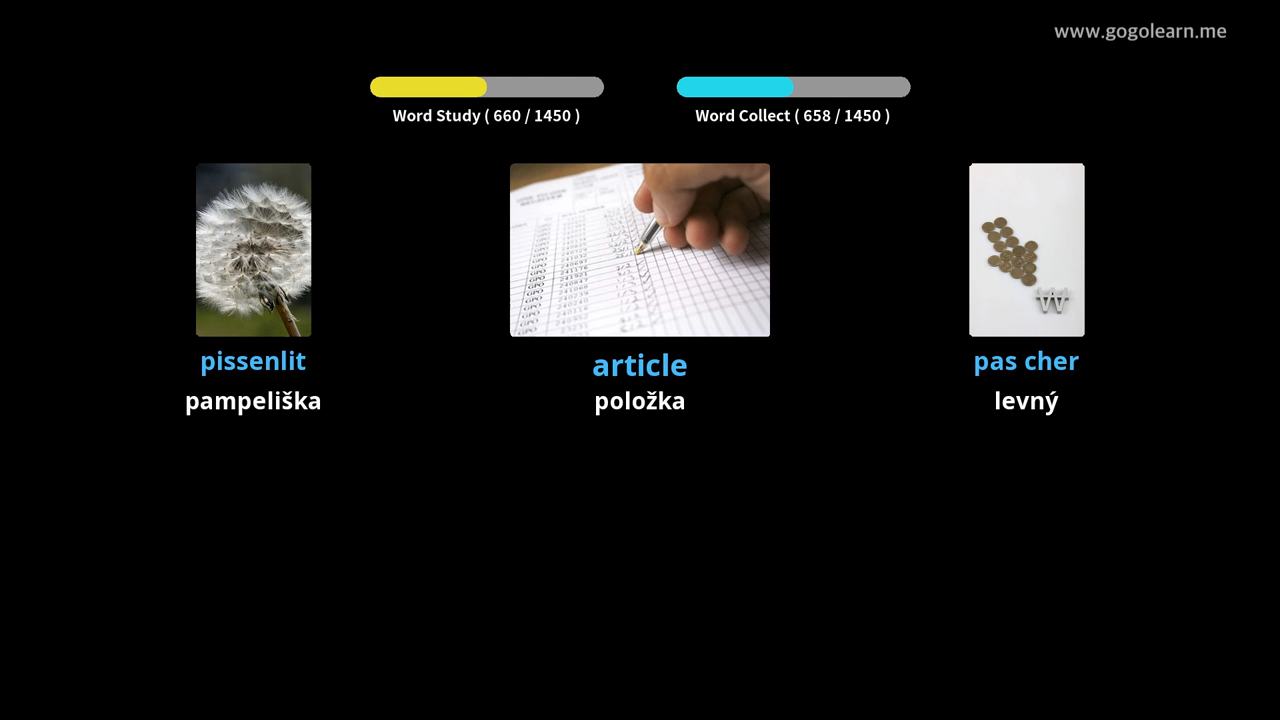 www.gogolearn.me
Word Study ( 660 / 1450 )
Word Collect ( 658 / 1450 )
pissenlit
pampeliška
article
položka
pas cher
levný